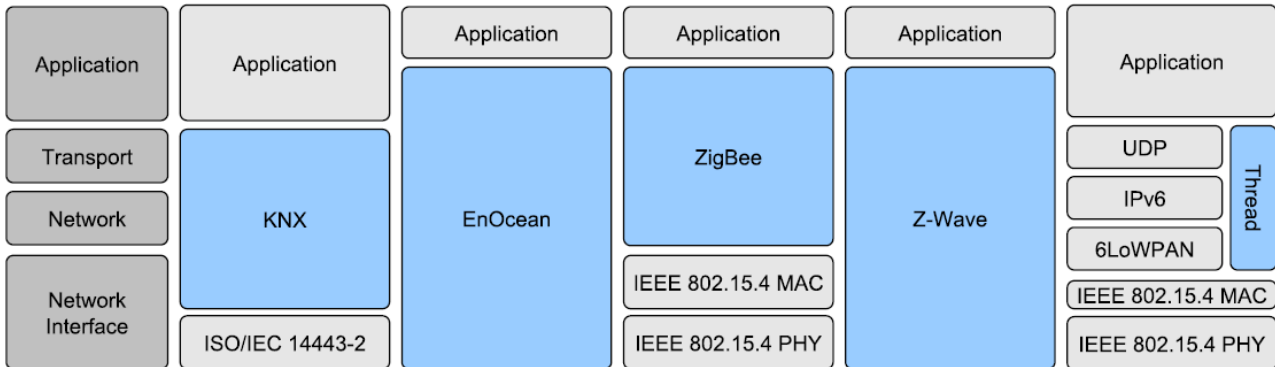 Application
Transport
Network
Network
Interface
Application
KNX
ISO/IEC 14443-2
Application
EnOcean
Application
ZigBee
IEEE 802.15.4 MAC
IEEE 802.15.4 PHY
Application
Z-Wave
Application
UDP
IPv6
6LoWPAN
Thread
IEEE 802.15.4 MAC
IEEE 802.15.4 PHY